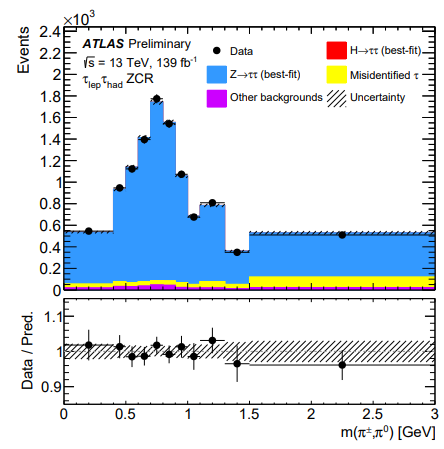 ×10³
Events
2.4
2.2
2
1.8
1.6
1.4
1.2
1
0.8
0.6
0.4
0.2
0
ATLAS Preliminary
√s = 13 TeV, 139 fb⁻¹
τlepτhad ZCR
Data
H→ττ (best-fit)
Z→ττ (best-fit)
Misidentified τ
Other backgrounds
Uncertainty
Data / Pred.
1.1
1
0.9
0 0.5 1 1.5 2 2.5 3
m(π±,π⁰) [GeV]